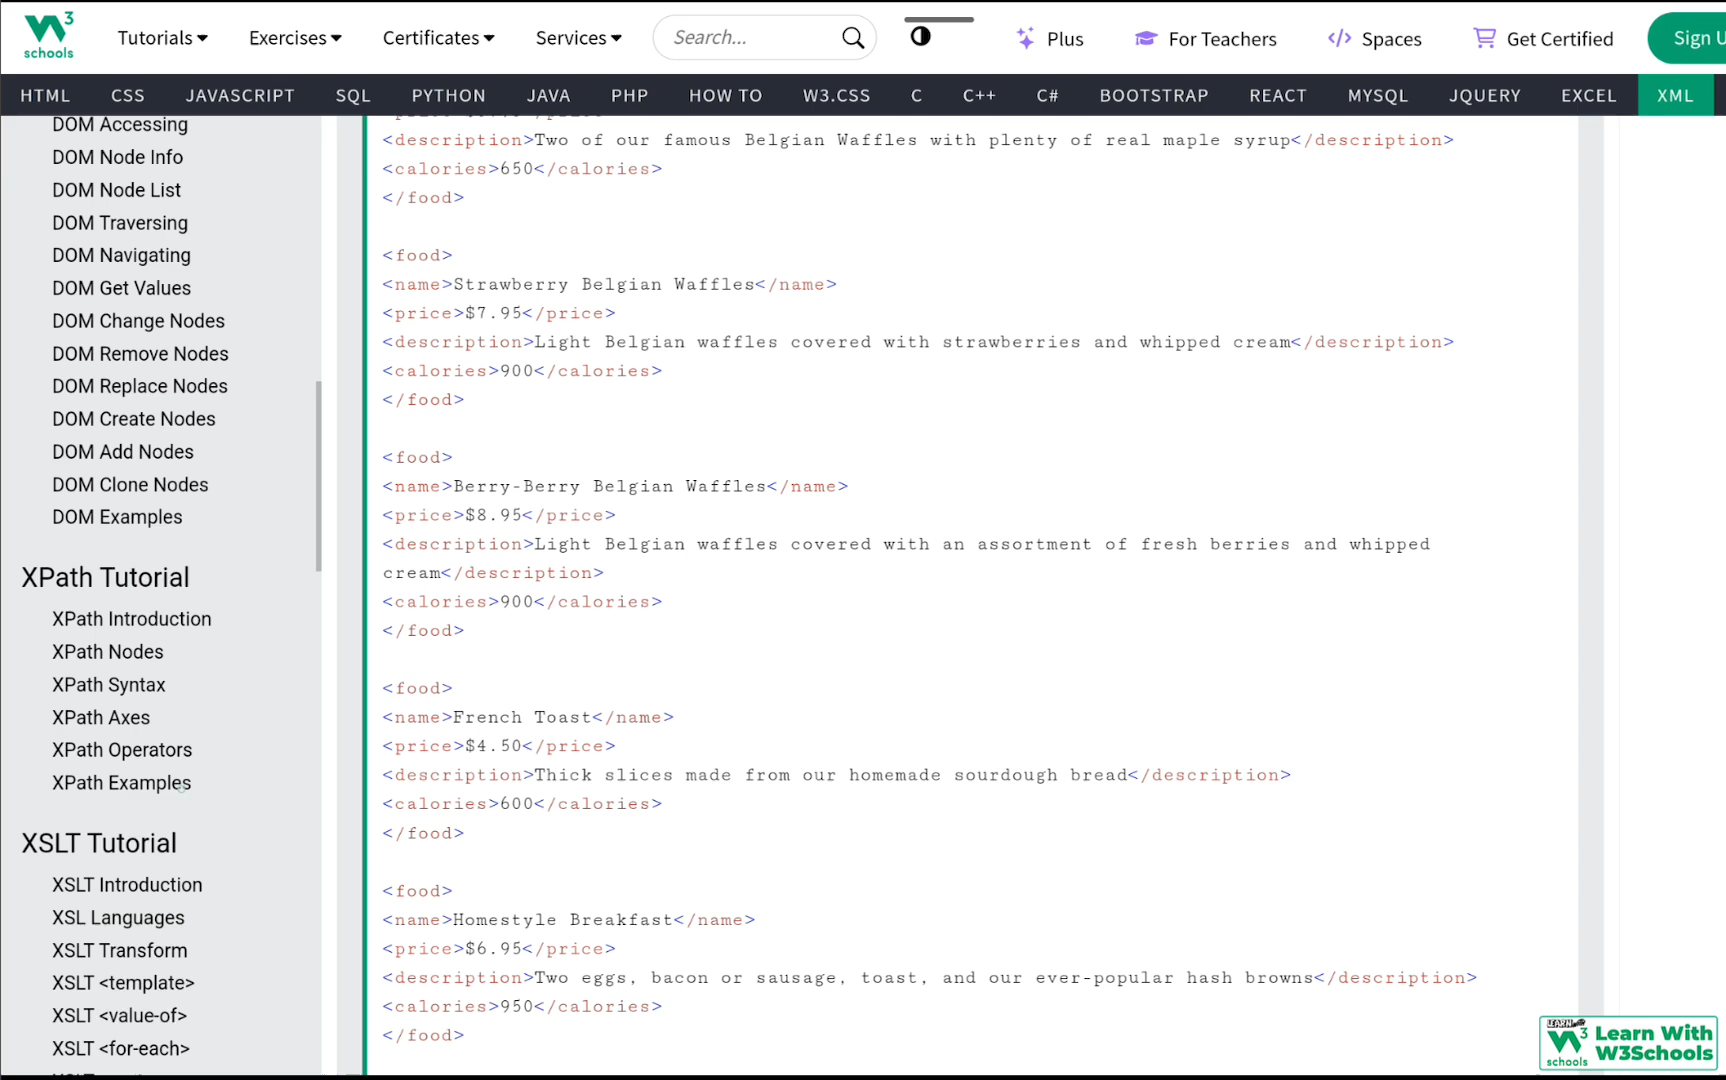 W3 schools
Tutorials Exercises Certificates Services Search... Plus For Teachers Spaces Get Certified Sign U
HTML CSS JAVASCRIPT SQL PYTHON JAVA PHP HOW TO W3.CSS C C++ C# BOOTSTRAP REACT MYSQL JQUERY EXCEL XML
DOM Accessing
DOM Node Info
DOM Node List
DOM Traversing
DOM Navigating
DOM Get Values
DOM Change Nodes
DOM Remove Nodes
DOM Replace Nodes
DOM Create Nodes
DOM Add Nodes
DOM Clone Nodes
DOM Examples
XPath Tutorial
XPath Introduction
XPath Nodes
XPath Syntax
XPath Axes
XPath Operators
XPath Examples
XSLT Tutorial
XSLT Introduction
XSL Languages
XSLT Transform
XSLT <template>
XSLT <value-of>
XSLT <for-each>
<description>Two of our famous Belgian Waffles with plenty of real maple syrup</description>
<calories>650</calories>
</food>
<food>
<name>Strawberry Belgian Waffles</name>
<price>$7.95</price>
<description>Light Belgian waffles covered with strawberries and whipped cream</description>
<calories>900</calories>
</food>
<food>
<name>Berry-Berry Belgian Waffles</name>
<price>$8.95</price>
<description>Light Belgian waffles covered with an assortment of fresh berries and whipped
cream</description>
<calories>900</calories>
</food>
<food>
<name>French Toast</name>
<price>$4.50</price>
<description>Thick slices made from our homemade sourdough bread</description>
<calories>600</calories>
</food>
<food>
<name>Homestyle Breakfast</name>
<price>$6.95</price>
<description>Two eggs, bacon or sausage, toast, and our ever-popular hash browns</description>
<calories>950</calories>
</food>
W3 schools
Learn With
W3Schools